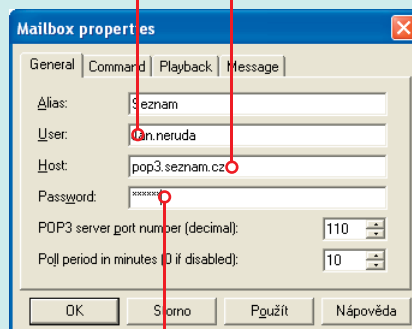 Mailbox properties
General Command Playback Message
Alias: Seznam
User: jan.neruda
Host: pop3.seznam.cz
Password: ******
POP3 server port number (decimal): 110
Poll period in minutes (0 if disabled): 10
OK Storno Použít Nápověda